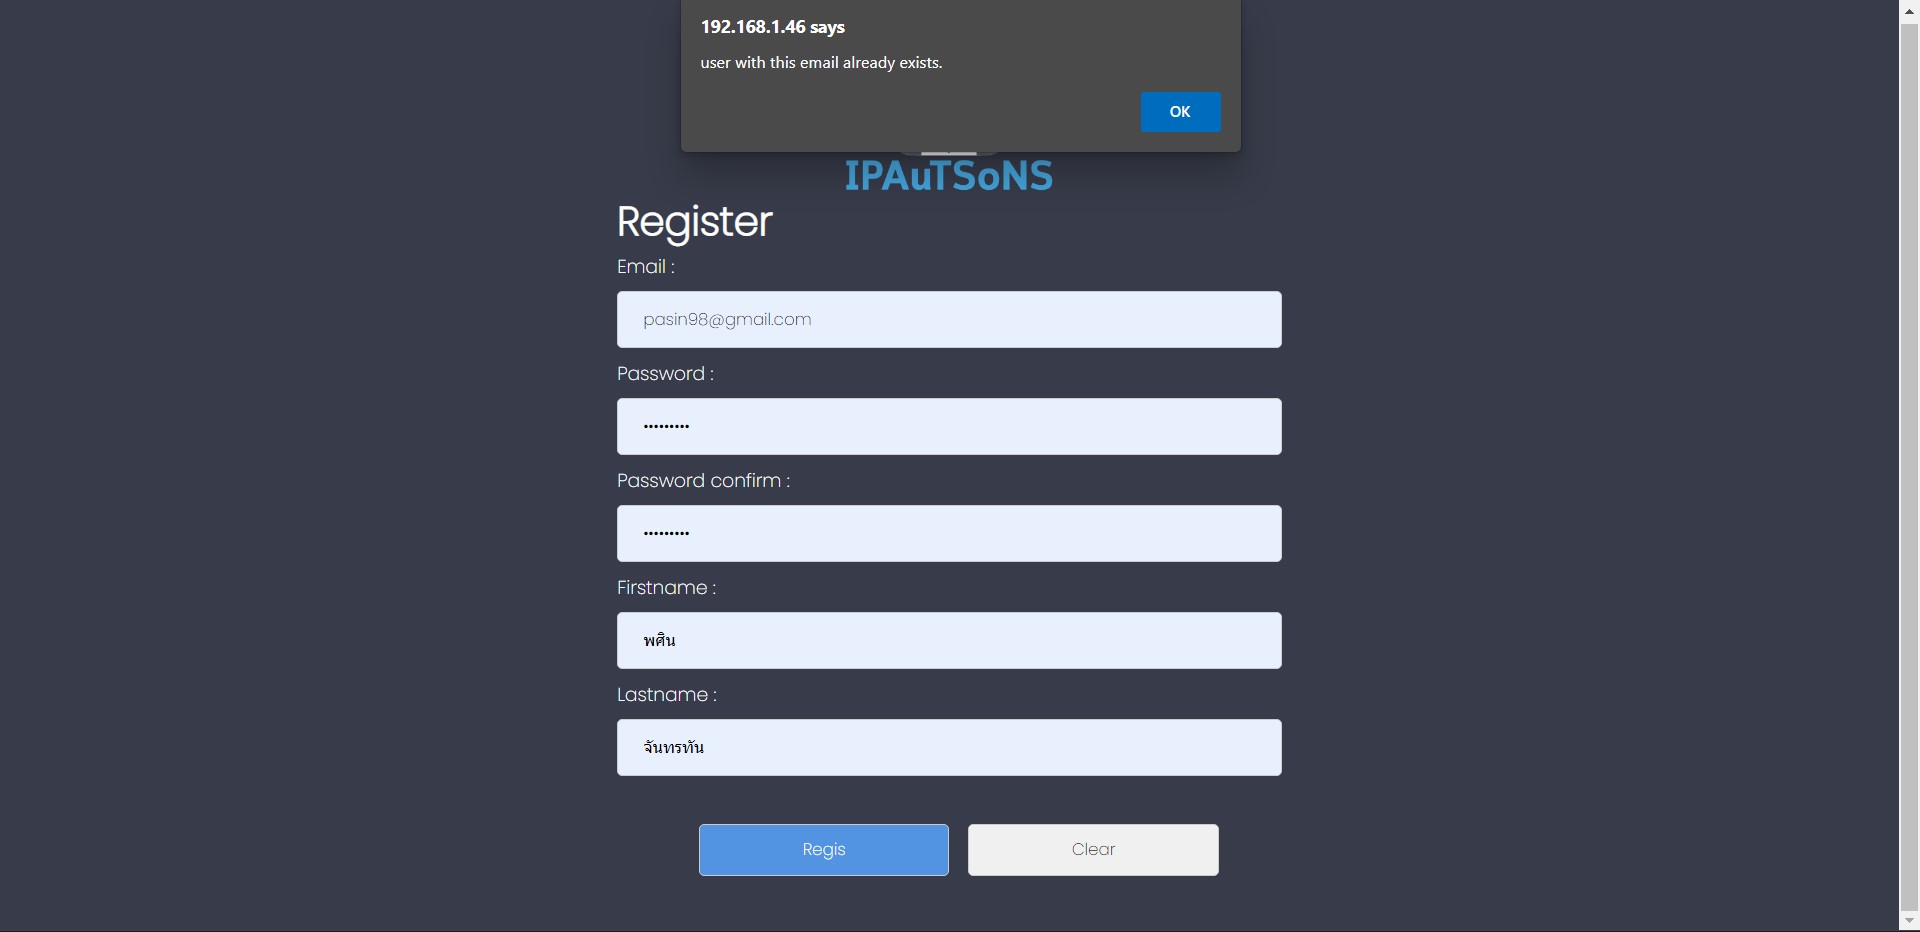 192.168.1.46 says
user with this email already exists.
OK
IPAuTSoNS
Register
Email :
pasin98@gmail.com
Password :
•••••••••
Password confirm :
•••••••••
Firstname :
พศิน
Lastname :
จันทรทัน
Regis
Clear